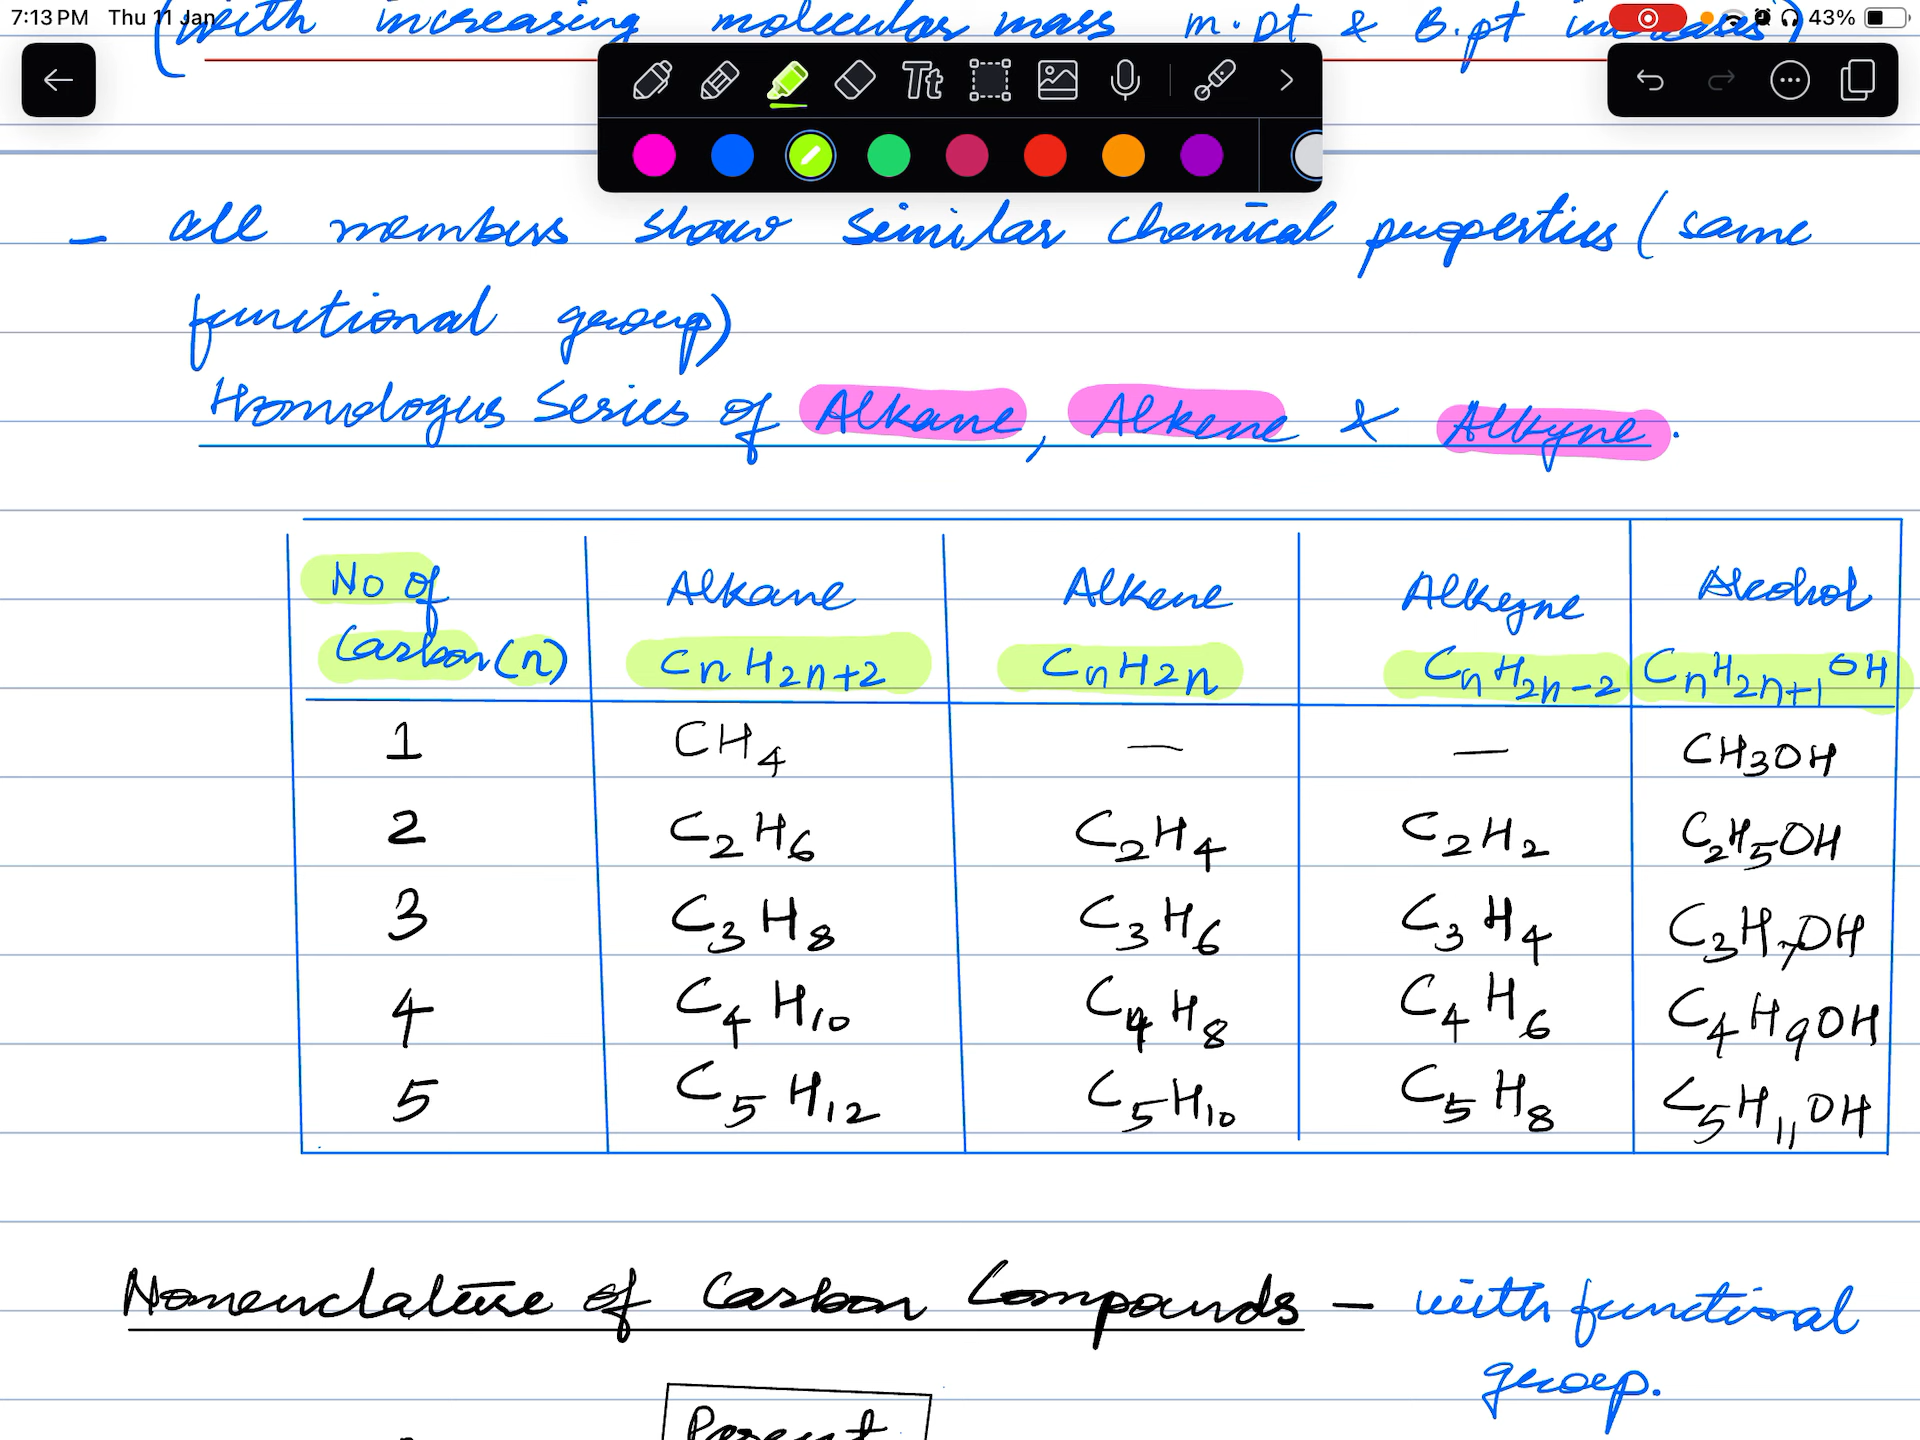 7:13 PM Thu 11 Jan
43%
(with increasing molecular mass m.pt & B.pt increases)
Tt
- all members show similar chemical properties (same
functional group)
Homologus Series of Alkane, Alkene & Alkyne.
No of Carbon(n) Alkane CnH2n+2 Alkene CnH2n Alkyne CnH2n-2 Alcohol CnH2n+1OH
1 CH4 — — CH3OH
2 C2H6 C2H4 C2H2 C2H5OH
3 C3H8 C3H6 C3H4 C3H7OH
4 C4H10 C4H8 C4H6 C4H9OH
5 C5H12 C5H10 C5H8 C5H11OH
Nomenclature of Carbon Compounds - with functional
group.